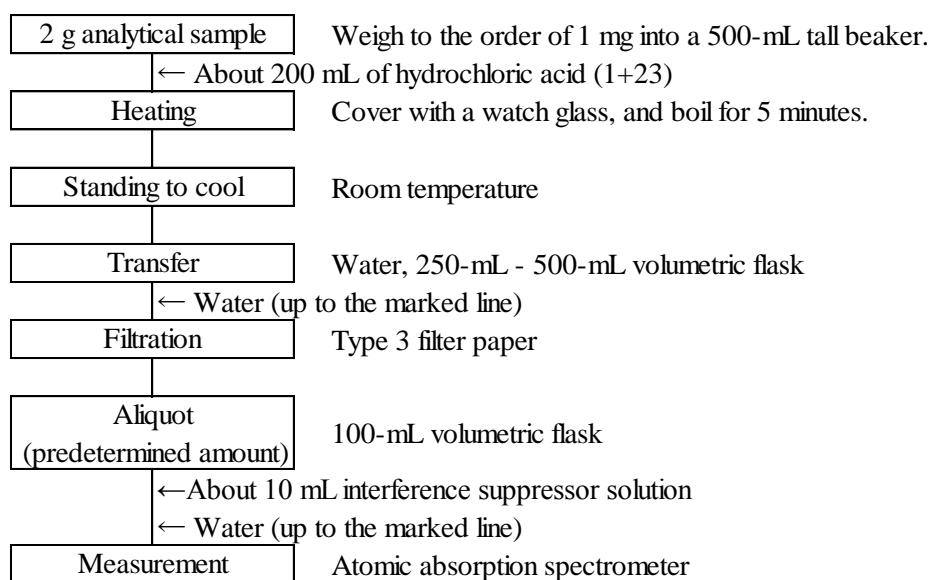 2 g analytical sample Weigh to the order of 1 mg into a 500-mL tall beaker.
← About 200 mL of hydrochloric acid (1+23)
Heating Cover with a watch glass, and boil for 5 minutes.
Standing to cool Room temperature
Transfer Water, 250-mL - 500-mL volumetric flask
← Water (up to the marked line)
Filtration Type 3 filter paper
Aliquot
(predetermined amount) 100-mL volumetric flask
←About 10 mL interference suppressor solution
← Water (up to the marked line)
Measurement Atomic absorption spectrometer